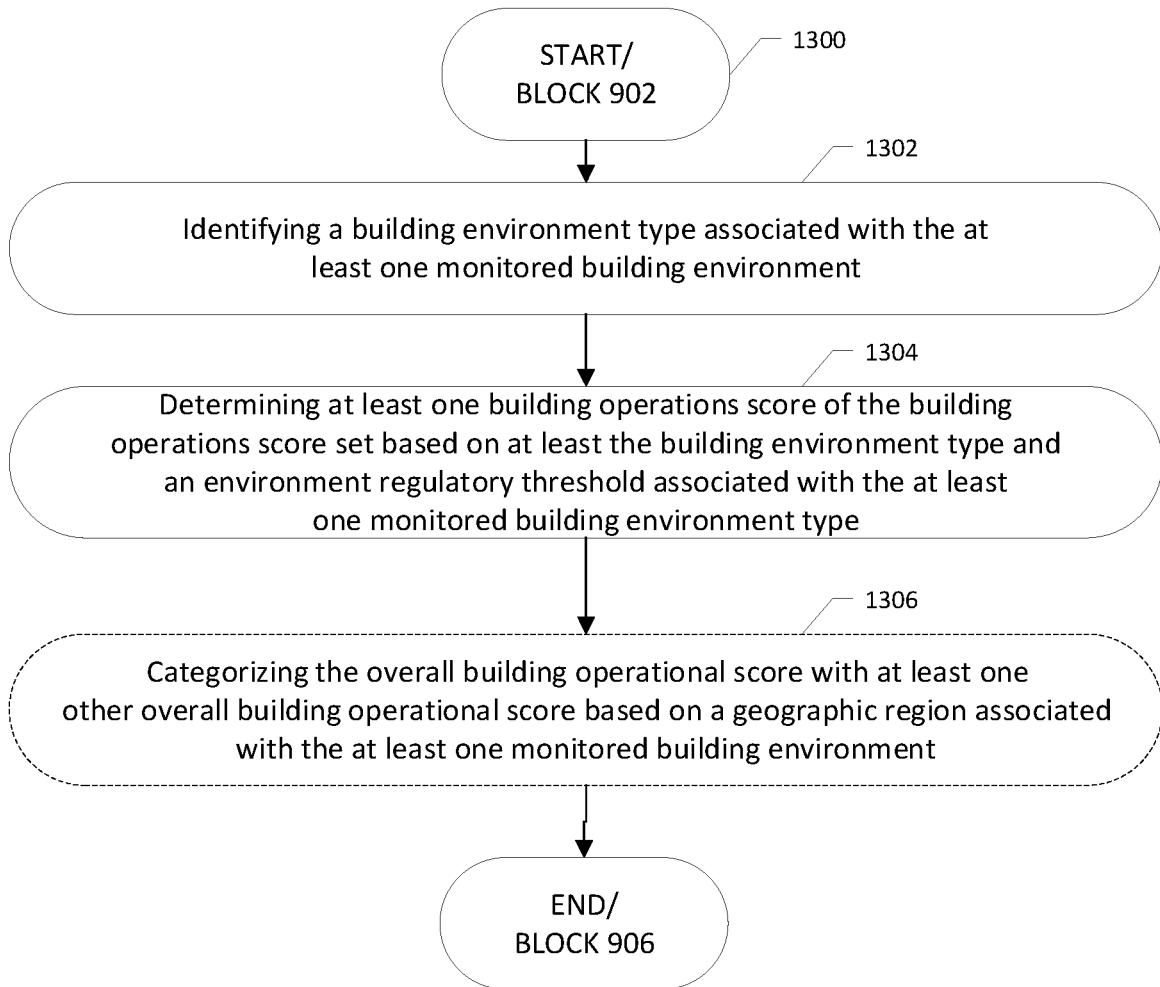 START/
BLOCK 902
1300
1302
Identifying a building environment type associated with the at
least one monitored building environment
1304
Determining at least one building operations score of the building
operations score set based on at least the building environment type and
an environment regulatory threshold associated with the at least
one monitored building environment type
1306
Categorizing the overall building operational score with at least one
other overall building operational score based on a geographic region associated
with the at least one monitored building environment
END/
BLOCK 906